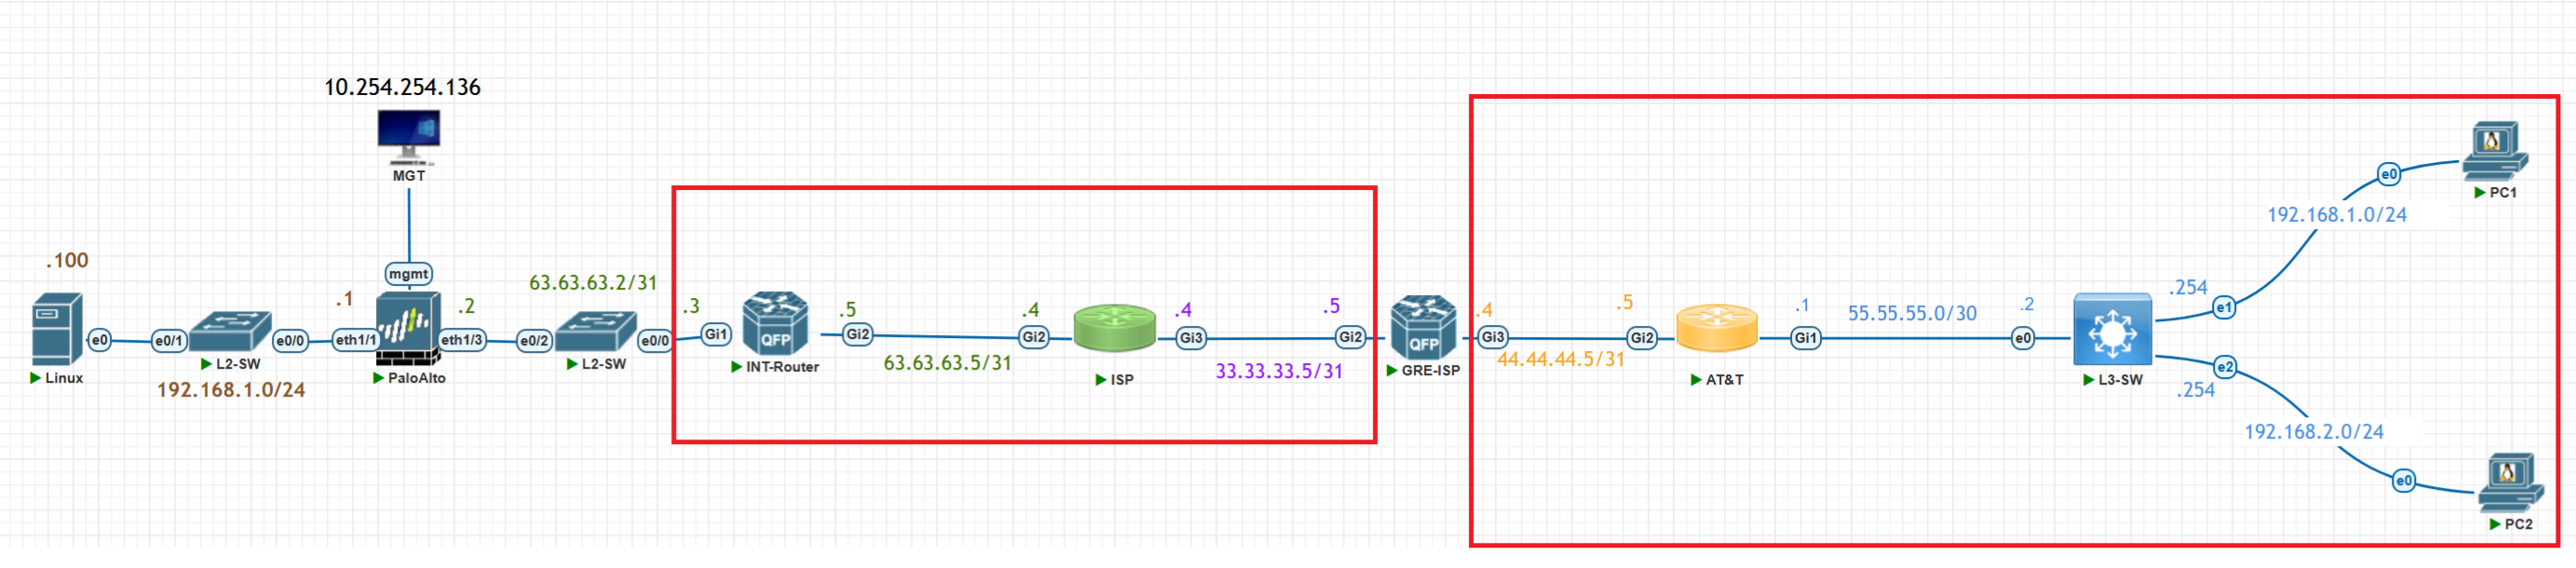 10.254.254.136
MGT
mgmt
.100
e0
Linux
e0/1
L2-SW
e0/0
192.168.1.0/24
.1
eth1/1
PaloAlto
.2
eth1/3
63.63.63.2/31
e0/2
L2-SW
e0/0
.3
Gi1
QFP
INT-Router
.5
Gi2
63.63.63.5/31
.4
Gi2
ISP
.4
Gi3
33.33.33.5/31
.5
Gi2
QFP
GRE-ISP
.4
Gi3
44.44.44.5/31
.5
Gi2
AT&T
.1
Gi1
55.55.55.0/30
.2
e0
L3-SW
.254
e1
192.168.1.0/24
e0
PC1
e2
.254
192.168.2.0/24
e0
PC2